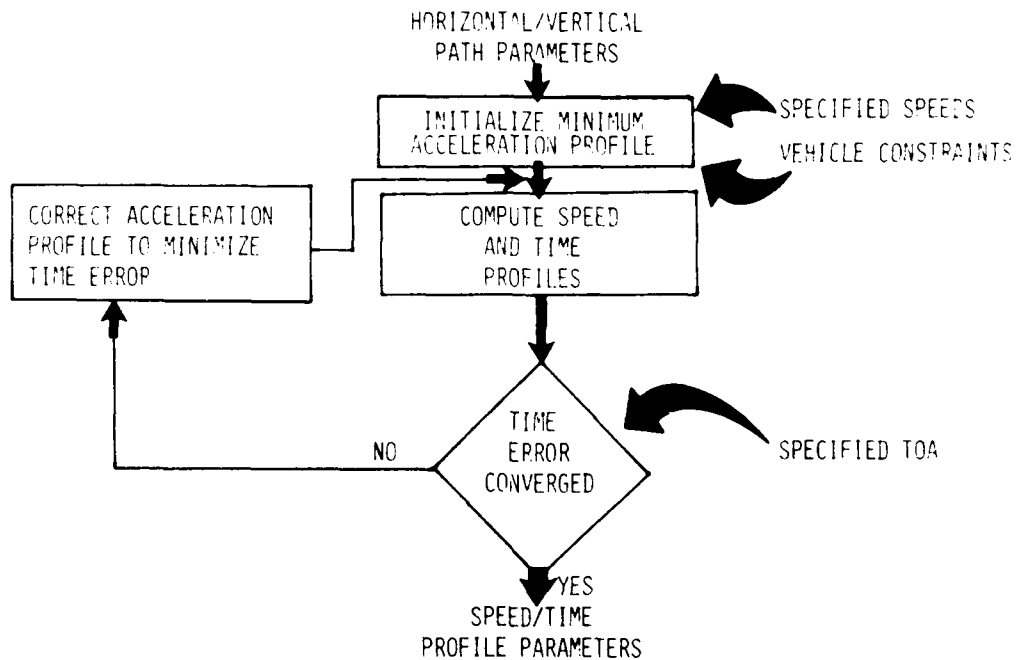 HORIZONTAL/VERTICAL
PATH PARAMETERS
INITIALIZE MINIMUM
ACCELERATION PROFILE
SPECIFIED SPEEDS
VEHICLE CONSTRAINTS
COMPUTE SPEED
AND TIME
PROFILES
CORRECT ACCELERATION
PROFILE TO MINIMIZE
TIME ERROR
TIME
ERROR
CONVERGED
NO
SPECIFIED TOA
YES
SPEED/TIME
PROFILE PARAMETERS